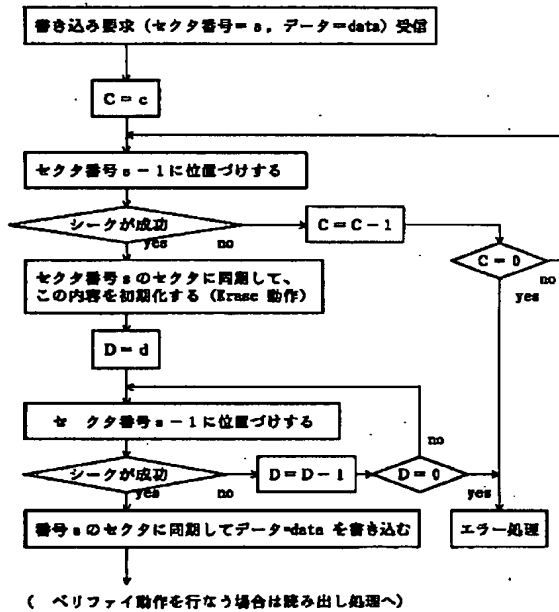 書き込み要求（セクタ番号＝s，データ＝data）受信
C＝c
セクタ番号s－1に位置づけする
シークが成功
yes no
C＝C－1
C＝0
no
yes
セクタ番号sのセクタに同期して、
この内容を初期化する（Erase 動作）
D＝d
セ クタ番号s－1に位置づけする
no
シークが成功
yes no
D＝D－1
D＝0
yes
番号sのセクタに同期してデータ=data を書き込む
エラー処理
（ ベリファイ動作を行なう場合は読み出し処理へ）